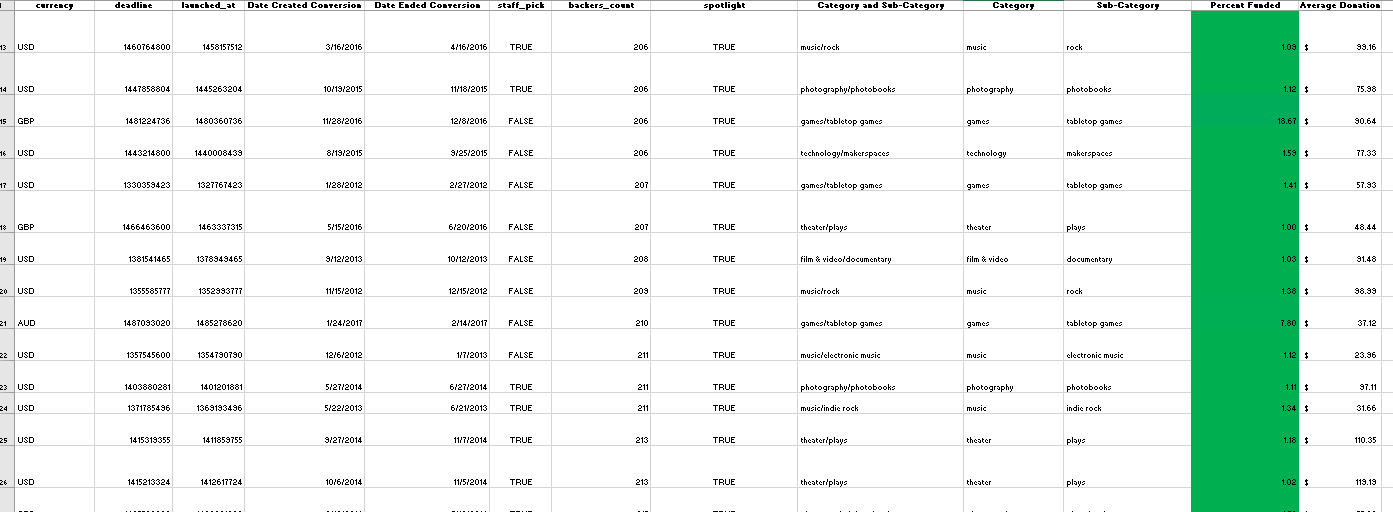 1 currency deadline launched_at Date Created Conversion Date Ended Conversion staff_pick backers_count spotlight Category and Sub-Category Category Sub-Category Percent Funded Average Donation
13 USD 1460764800 1458157512 3/16/2016 4/16/2016 TRUE 206 TRUE music/rock music rock 1.09 $ 99.16
14 USD 1447858804 1445263204 10/19/2015 11/18/2015 TRUE 206 TRUE photography/photobooks photography photobooks 1.12 $ 75.98
15 GBP 1481224736 1480360736 11/28/2016 12/8/2016 FALSE 206 TRUE games/tabletop games games tabletop games 18.67 $ 90.64
16 USD 1443214800 1440008439 8/19/2015 9/25/2015 FALSE 206 TRUE technology/makerspaces technology makerspaces 1.59 $ 77.33
17 USD 1330359423 1327767423 1/28/2012 2/27/2012 FALSE 207 TRUE games/tabletop games games tabletop games 1.41 $ 57.93
18 GBP 1466463600 1463337315 5/15/2016 6/20/2016 FALSE 207 TRUE theater/plays theater plays 1.00 $ 48.44
19 USD 1381541465 1378949465 9/12/2013 10/12/2013 FALSE 208 TRUE film & video/documentary film & video documentary 1.03 $ 91.48
20 USD 1355585777 1352993777 11/15/2012 12/15/2012 FALSE 209 TRUE music/rock music rock 1.38 $ 98.99
21 AUD 1487093020 1485278620 1/24/2017 2/14/2017 FALSE 210 TRUE games/tabletop games games tabletop games 7.80 $ 37.12
22 USD 1357545600 1354790790 12/6/2012 1/7/2013 FALSE 211 TRUE music/electronic music music electronic music 1.12 $ 23.96
23 USD 1403880281 1401201881 5/27/2014 6/27/2014 TRUE 211 TRUE photography/photobooks photography photobooks 1.11 $ 97.11
24 USD 1371785496 1369193496 5/22/2013 6/21/2013 TRUE 211 TRUE music/indie rock music indie rock 1.34 $ 31.66
25 USD 1415319355 1411859755 9/27/2014 11/7/2014 TRUE 213 TRUE theater/plays theater plays 1.18 $ 110.35
26 USD 1415213324 1412617724 10/6/2014 11/5/2014 TRUE 213 TRUE theater/plays theater plays 1.02 $ 119.19